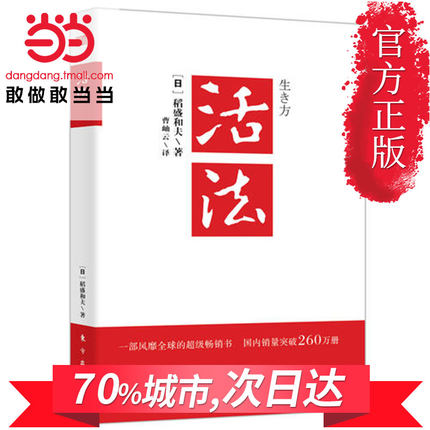 当当
dangdang.tmall.com
敢做敢当当
官方正版
生き方
活法
[日]稻盛和夫\著
曹岫云\译
[日]稻盛和夫\著
一部风靡全球的超级畅销书 国内销量突破260万册
70%城市,次日达